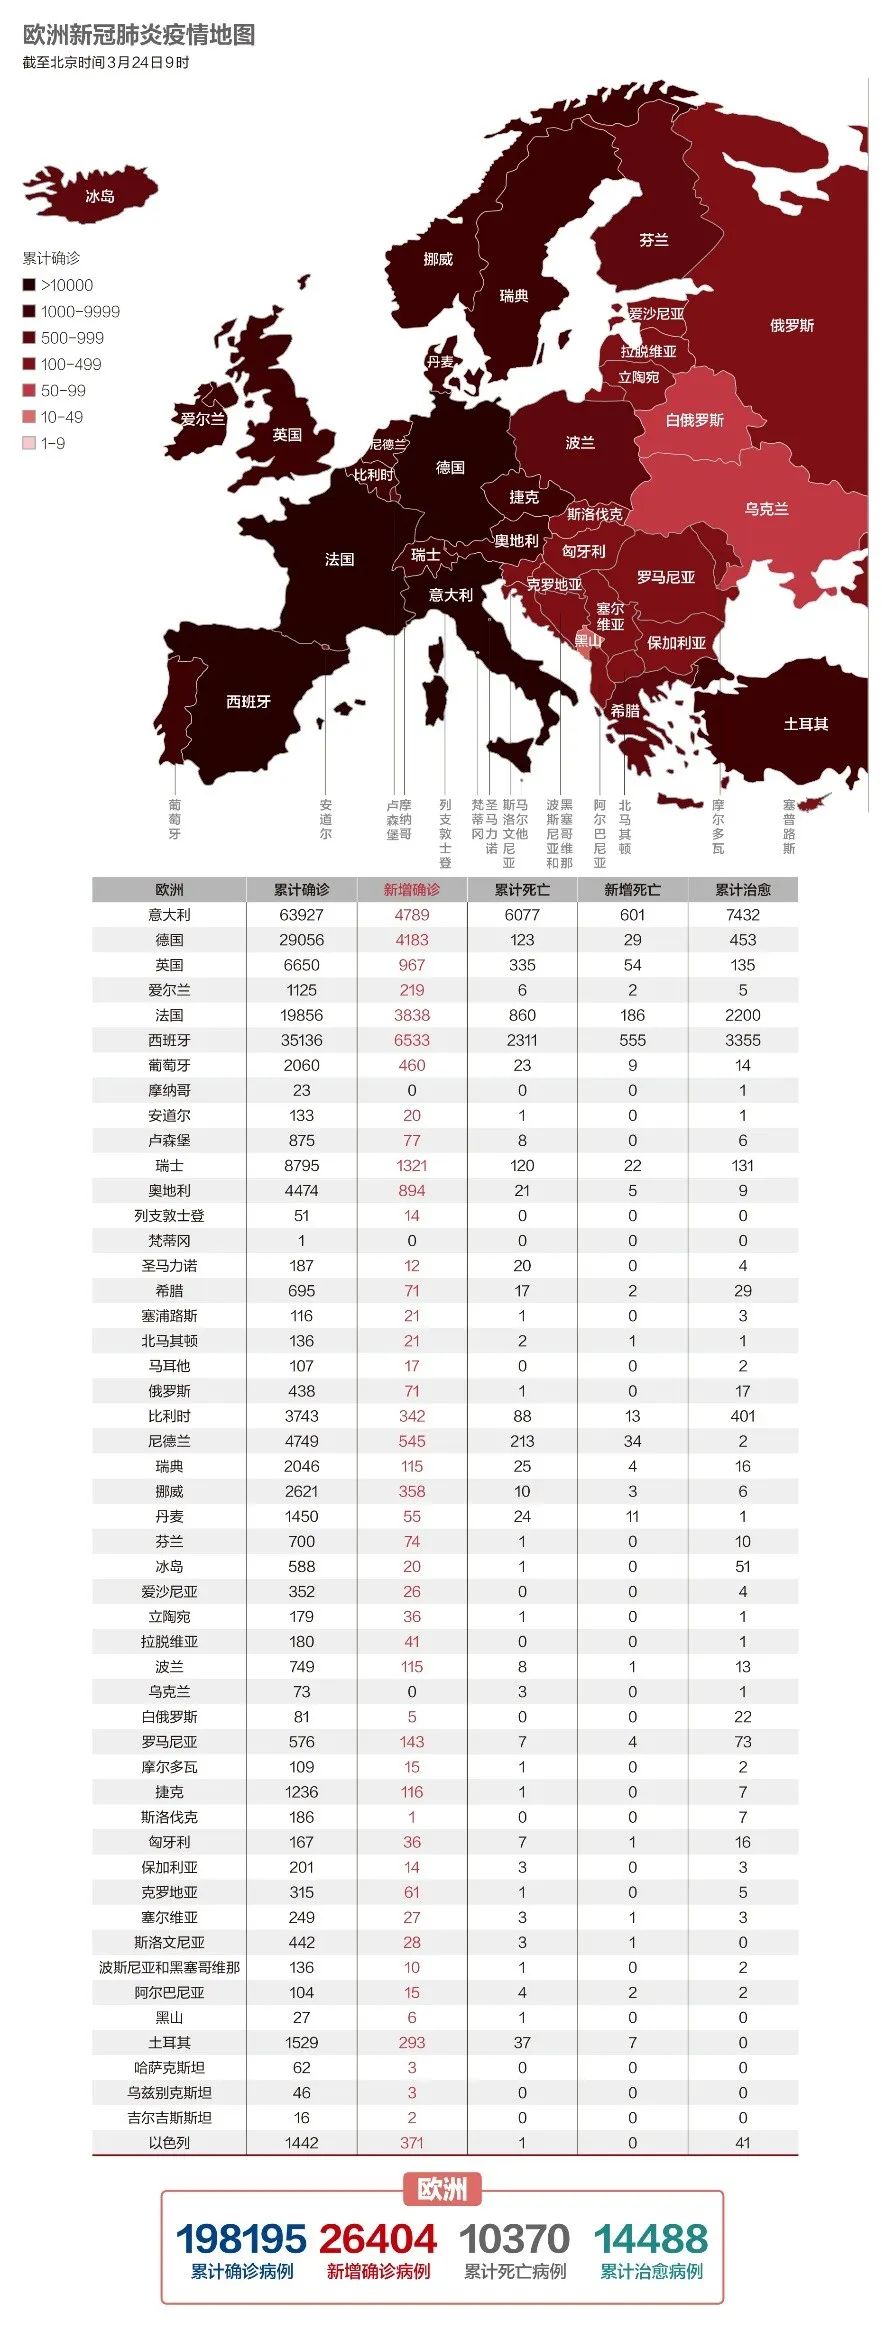 欧洲新冠肺炎疫情地图
截至北京时间3月24日9时
冰岛
芬兰
挪威
瑞典
累计确诊
>10000
1000-9999
500-999
100-499
50-99
10-49
1-9
爱沙尼亚
俄罗斯
拉脱维亚
丹麦
立陶宛
爱尔兰
英国
白俄罗斯
尼德兰
波兰
比利时
德国
捷克
乌克兰
斯洛伐克
奥地利
瑞士
匈牙利
法国
克罗地亚
罗马尼亚
意大利
塞尔
维亚
黑山
保加利亚
西班牙
希腊
土耳其
葡萄牙
安道尔
卢森堡
摩纳哥
列支敦士登
梵蒂冈
圣马力诺
斯洛文尼亚
马尔他
波斯尼亚和
黑塞哥维那
阿尔巴尼亚
北马其顿
摩尔多瓦
塞普路斯
欧洲 累计确诊 新增确诊 累计死亡 新增死亡 累计治愈
意大利 63927 4789 6077 601 7432
德国 29056 4183 123 29 453
英国 6650 967 335 54 135
爱尔兰 1125 219 6 2 5
法国 19856 3838 860 186 2200
西班牙 35136 6533 2311 555 3355
葡萄牙 2060 460 23 9 14
摩纳哥 23 0 0 0 1
安道尔 133 20 1 0 1
卢森堡 875 77 8 0 6
瑞士 8795 1321 120 22 131
奥地利 4474 894 21 5 9
列支敦士登 51 14 0 0 0
梵蒂冈 1 0 0 0 0
圣马力诺 187 12 20 0 4
希腊 695 71 17 2 29
塞浦路斯 116 21 1 0 3
北马其顿 136 21 2 1 1
马耳他 107 17 0 0 2
俄罗斯 438 71 1 0 17
比利时 3743 342 88 13 401
尼德兰 4749 545 213 34 2
瑞典 2046 115 25 4 16
挪威 2621 358 10 3 6
丹麦 1450 55 24 11 1
芬兰 700 74 1 0 10
冰岛 588 20 1 0 51
爱沙尼亚 352 26 0 0 4
立陶宛 179 36 1 0 1
拉脱维亚 180 41 0 0 1
波兰 749 115 8 1 13
乌克兰 73 0 3 0 1
白俄罗斯 81 5 0 0 22
罗马尼亚 576 143 7 4 73
摩尔多瓦 109 15 1 0 2
捷克 1236 116 1 0 7
斯洛伐克 186 1 0 0 7
匈牙利 167 36 7 1 16
保加利亚 201 14 3 0 3
克罗地亚 315 61 1 0 5
塞尔维亚 249 27 3 1 3
斯洛文尼亚 442 28 3 1 0
波斯尼亚和黑塞哥维那 136 10 1 0 2
阿尔巴尼亚 104 15 4 2 2
黑山 27 6 1 0 0
土耳其 1529 293 37 7 0
哈萨克斯坦 62 3 0 0 0
乌兹别克斯坦 46 3 0 0 0
吉尔吉斯斯坦 16 2 0 0 0
以色列 1442 371 1 0 41
欧洲
198195 26404 10370 14488
累计确诊病例 新增确诊病例 累计死亡病例 累计治愈病例